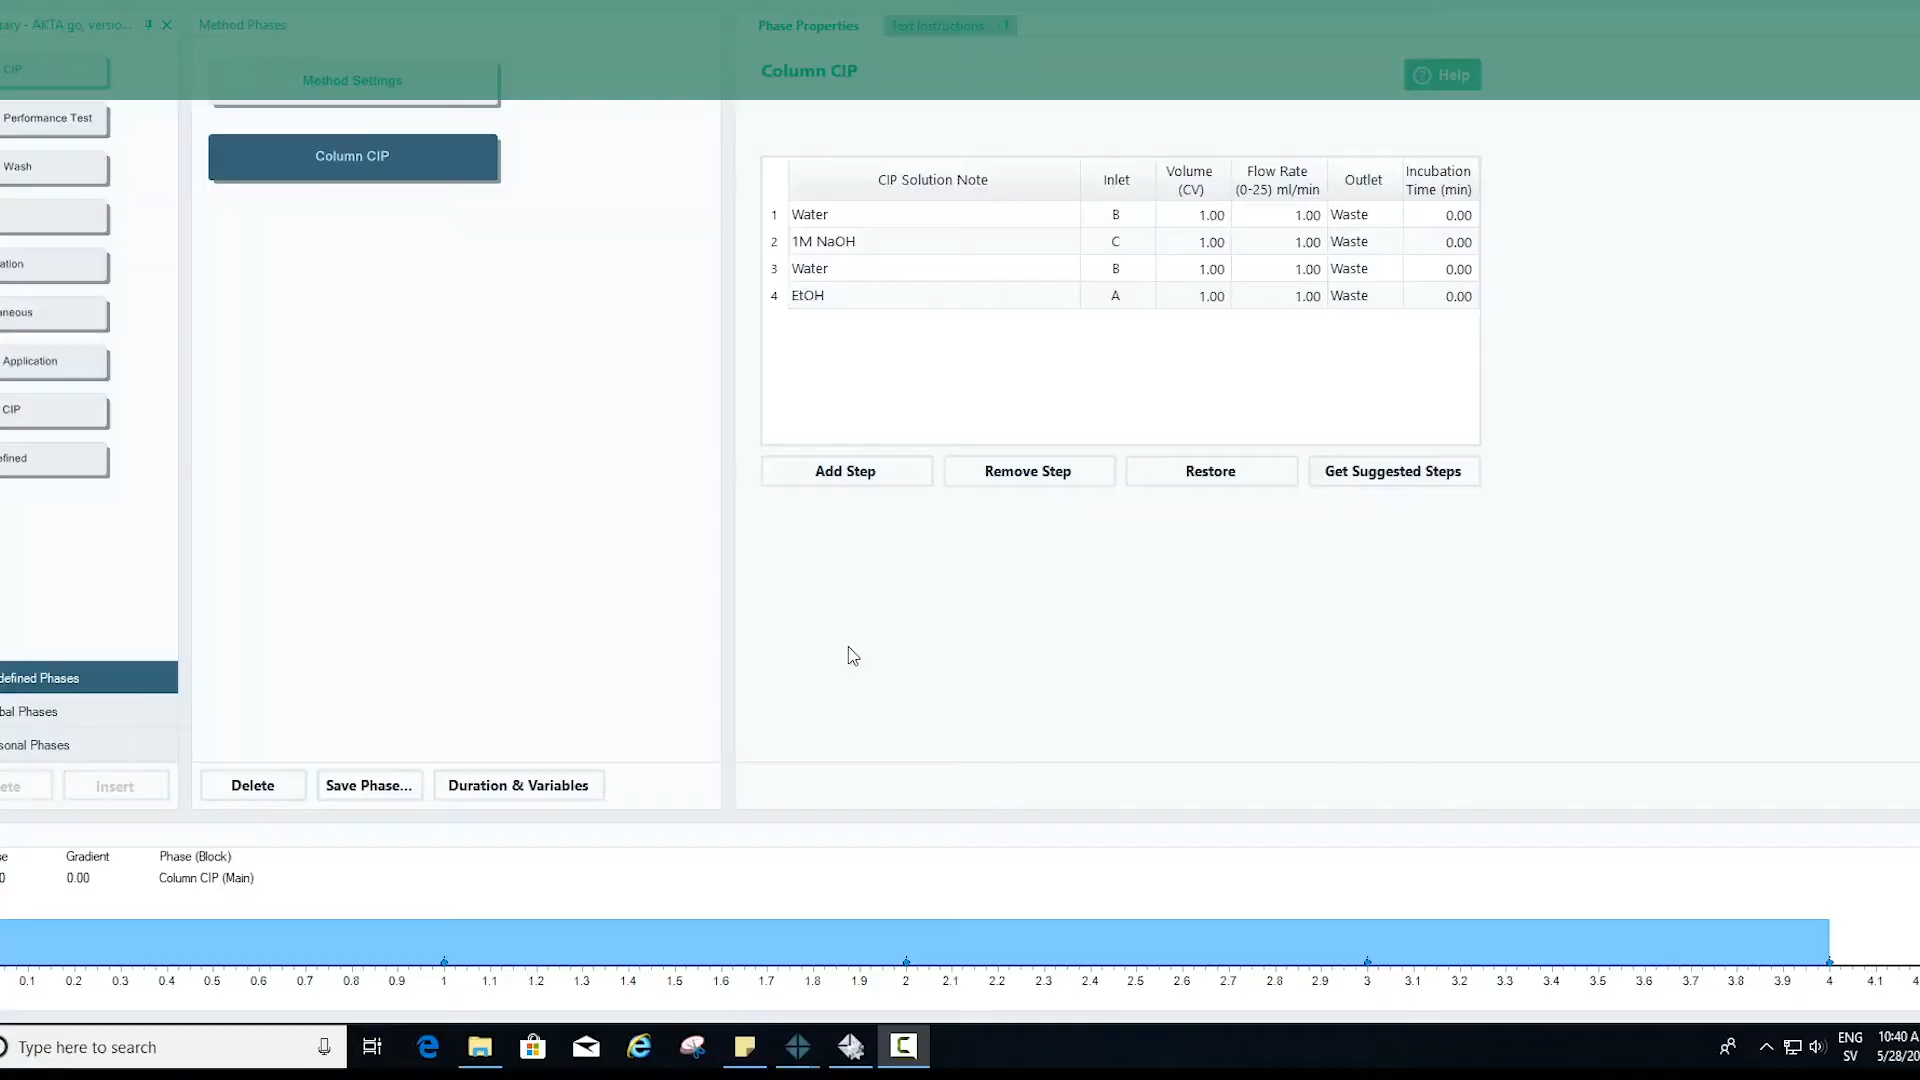 rary - AKTA go, versio...
Method Phases
Phase Properties
Text Instructions
CIP
Performance Test
Wash
ation
aneous
Application
CIP
efined
defined Phases
bal Phases
sonal Phases
ete
Insert
Method Settings
Column CIP
Delete
Save Phase...
Duration & Variables
Column CIP
Help
CIP Solution Note Inlet Volume (CV) Flow Rate (0-25) ml/min Outlet Incubation Time (min)
1 Water B 1.00 1.00 Waste 0.00
2 1M NaOH C 1.00 1.00 Waste 0.00
3 Water B 1.00 1.00 Waste 0.00
4 EtOH A 1.00 1.00 Waste 0.00
Add Step
Remove Step
Restore
Get Suggested Steps
se Gradient Phase (Block)
0 0.00 Column CIP (Main)
0.1 0.2 0.3 0.4 0.5 0.6 0.7 0.8 0.9 1 1.1 1.2 1.3 1.4 1.5 1.6 1.7 1.8 1.9 2 2.1 2.2 2.3 2.4 2.5 2.6 2.7 2.8 2.9 3 3.1 3.2 3.3 3.4 3.5 3.6 3.7 3.8 3.9 4 4.1 4
Type here to search
ENG
SV
10:40 A
5/28/20